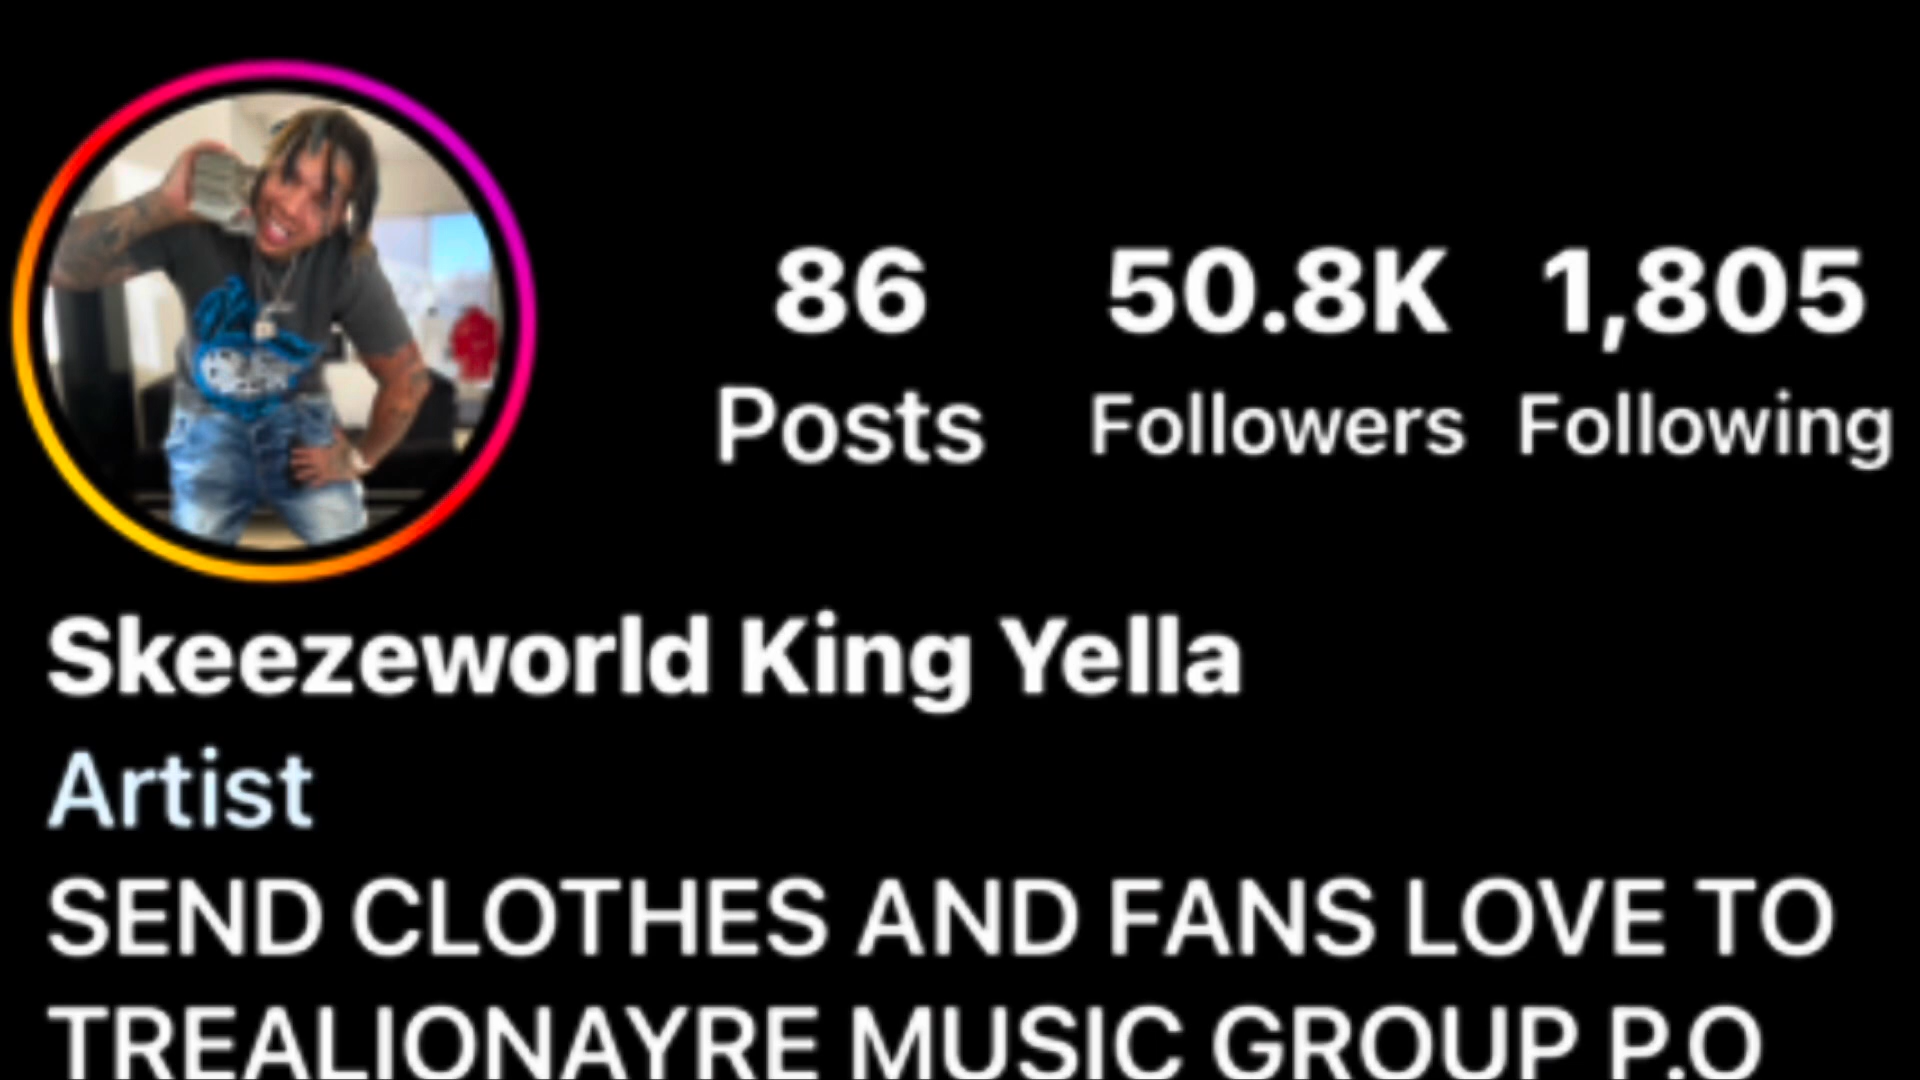 86 50.8K 1,805
Posts Followers Following
Skeezeworld King Yella
Artist
SEND CLOTHES AND FANS LOVE TO
TREALIONAYRE MUSIC GROUP P.O